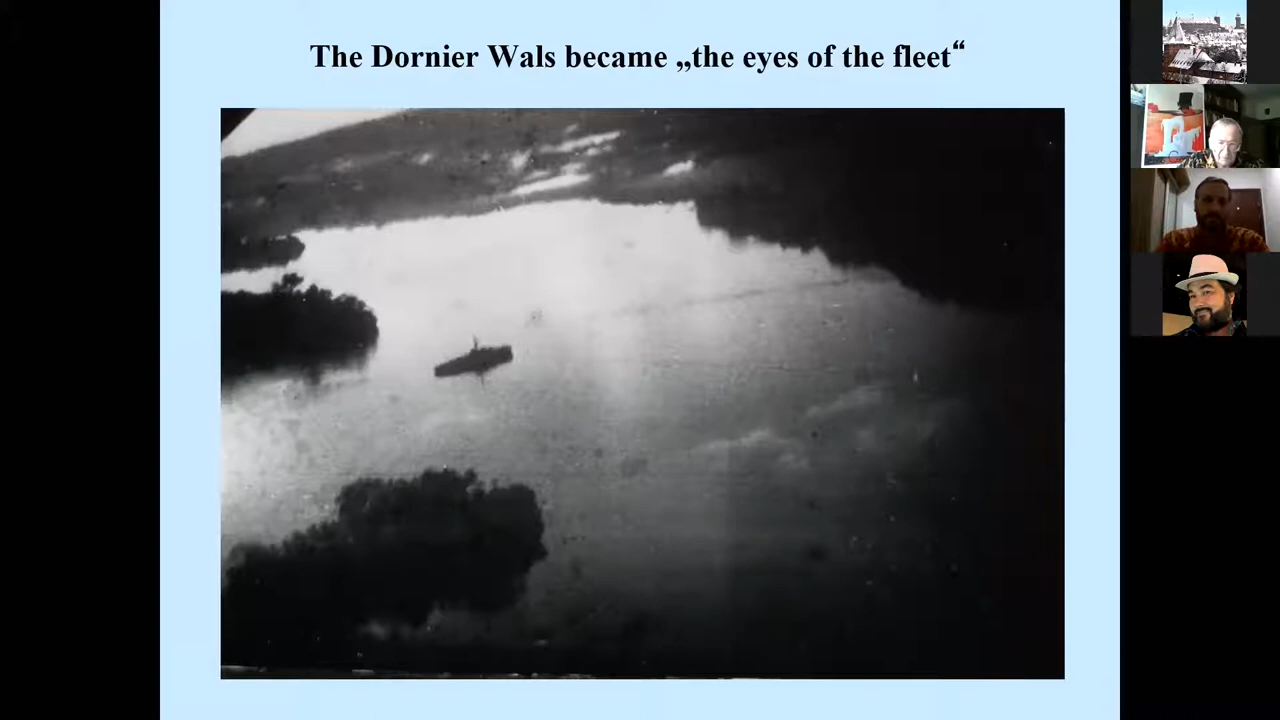 The Dornier Wals became „the eyes of the fleet“